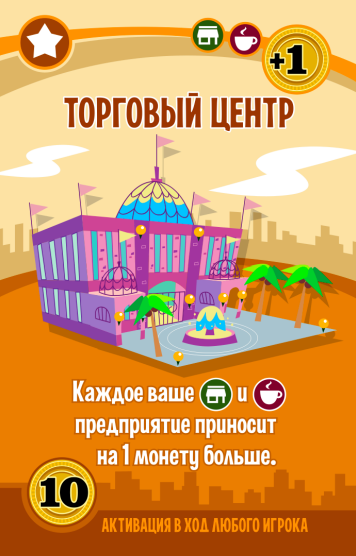 +1
ТОРГОВЫЙ ЦЕНТР
Каждое ваше и
предприятие приносит
на 1 монету больше.
10
АКТИВАЦИЯ В ХОД ЛЮБОГО ИГРОКА